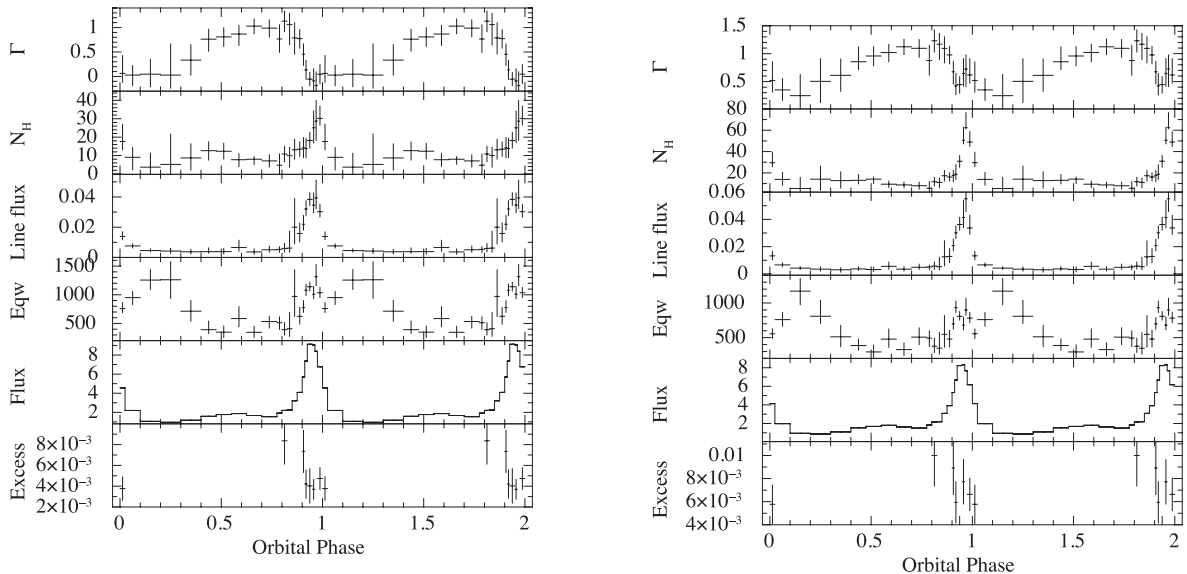 Γ
1
0.5
0
N_H
40
30
20
10
0
Line flux
0.04
0.02
0
Eqw
1500
1000
500
Flux
8
6
4
2
Excess
8×10⁻³
6×10⁻³
4×10⁻³
2×10⁻³
0 0.5 1 1.5 2
Orbital Phase
Γ
1.5
1
0.5
N_H
80
60
40
20
Line flux
0.06
0.04
0.02
0
Eqw
1000
500
Flux
8
6
4
2
Excess
0.01
8×10⁻³
6×10⁻³
4×10⁻³
0 0.5 1 1.5 2
Orbital Phase